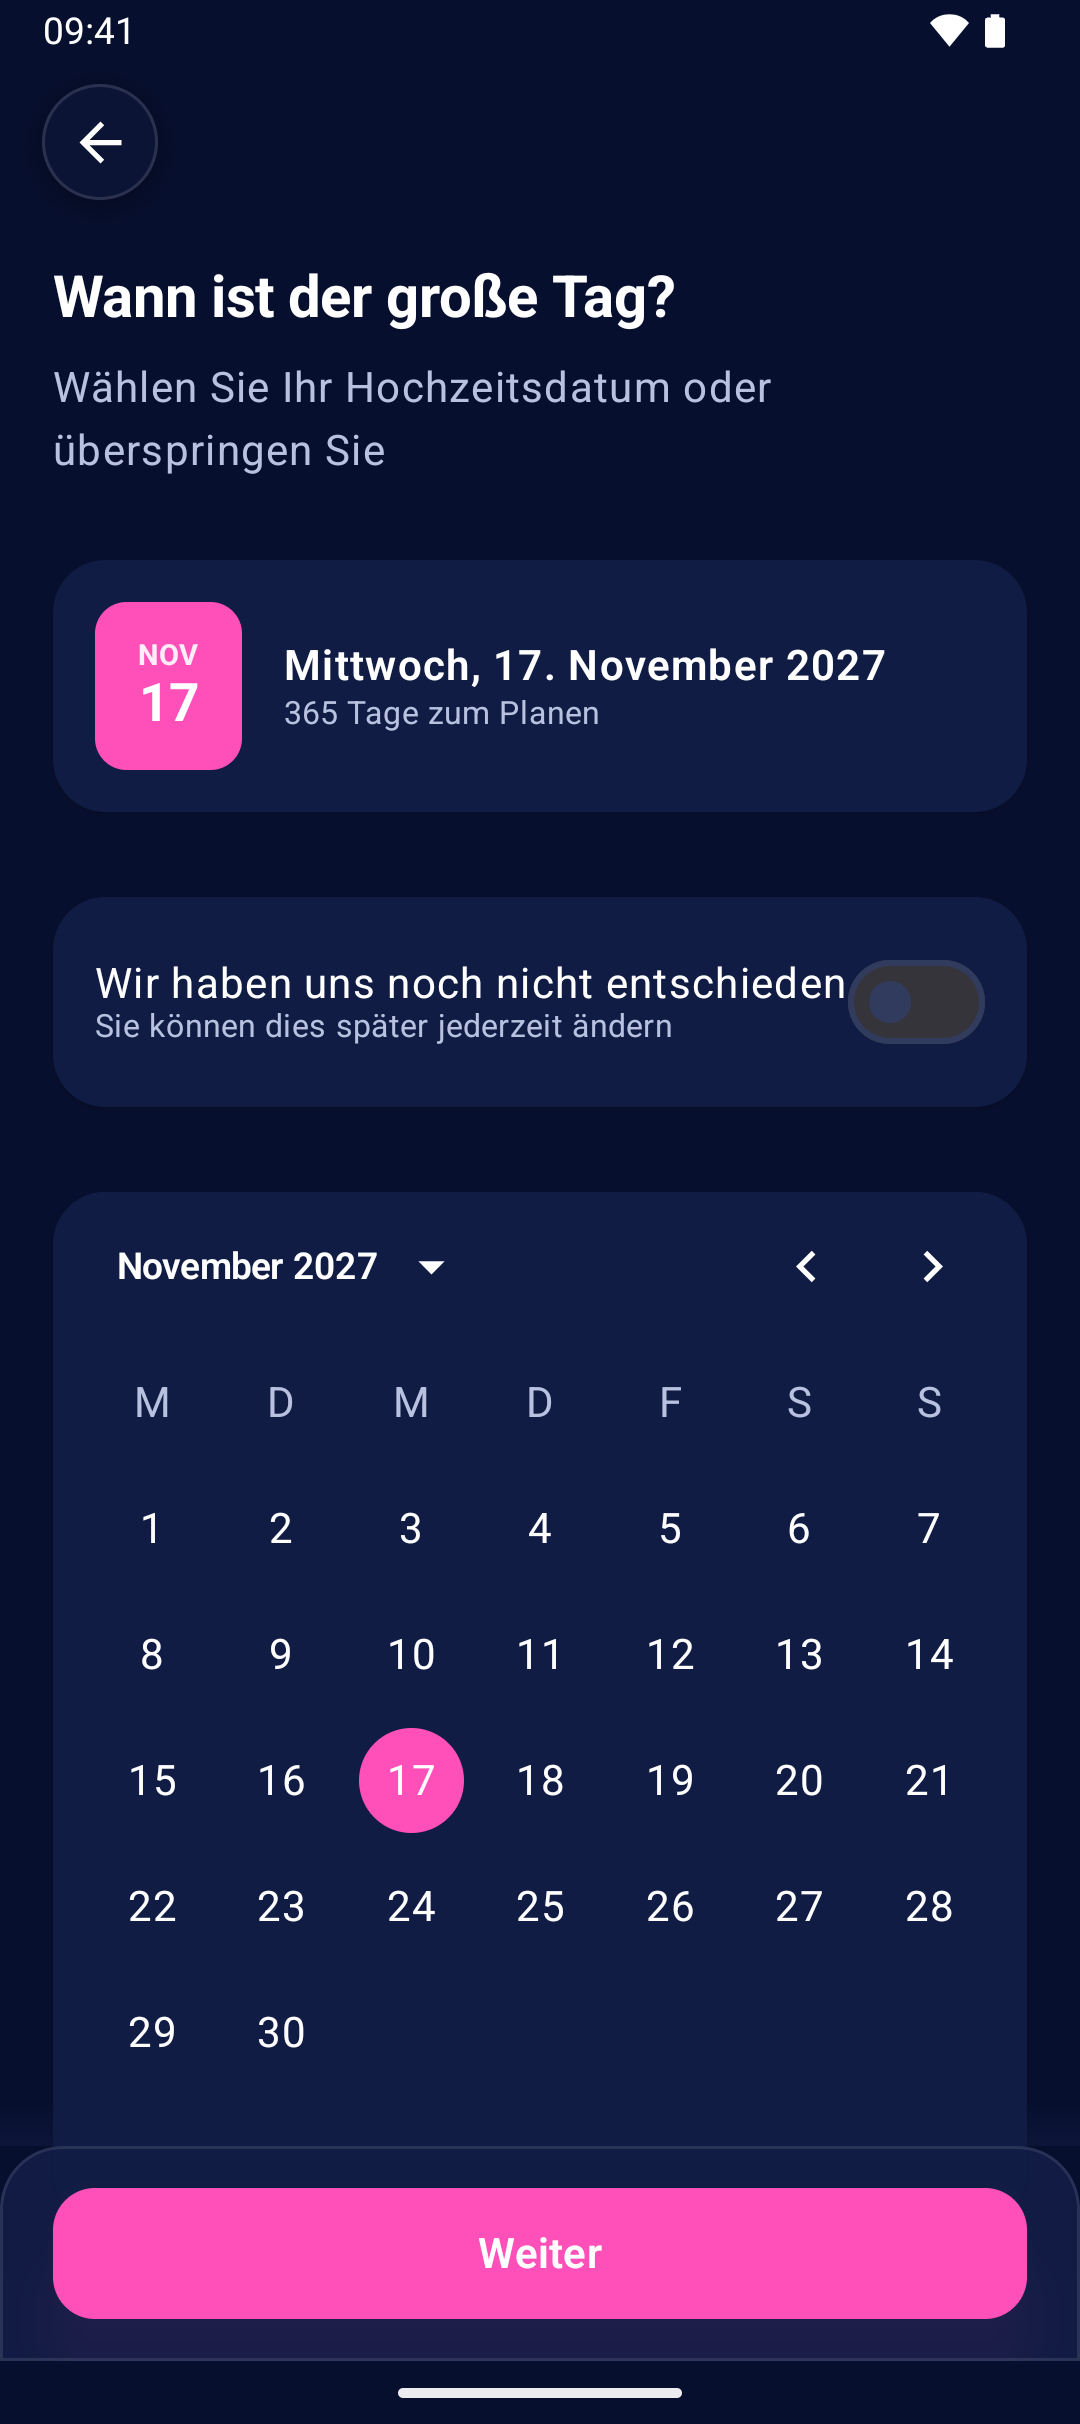 09:41
Wann ist der große Tag?
Wählen Sie Ihr Hochzeitsdatum oder
überspringen Sie
NOV
17
Mittwoch, 17. November 2027
365 Tage zum Planen
Wir haben uns noch nicht entschieden
Sie können dies später jederzeit ändern
November 2027
M D M D F S S
1 2 3 4 5 6 7
8 9 10 11 12 13 14
15 16 17 18 19 20 21
22 23 24 25 26 27 28
29 30
Weiter